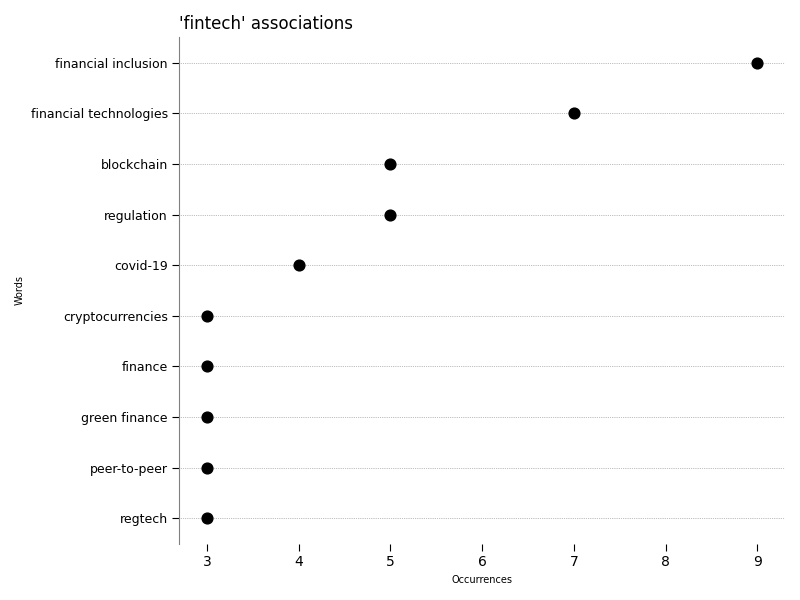 'fintech' associations
financial inclusion
financial technologies
blockchain
regulation
covid-19
cryptocurrencies
finance
green finance
peer-to-peer
regtech
Words
3 4 5 6 7 8 9
Occurrences